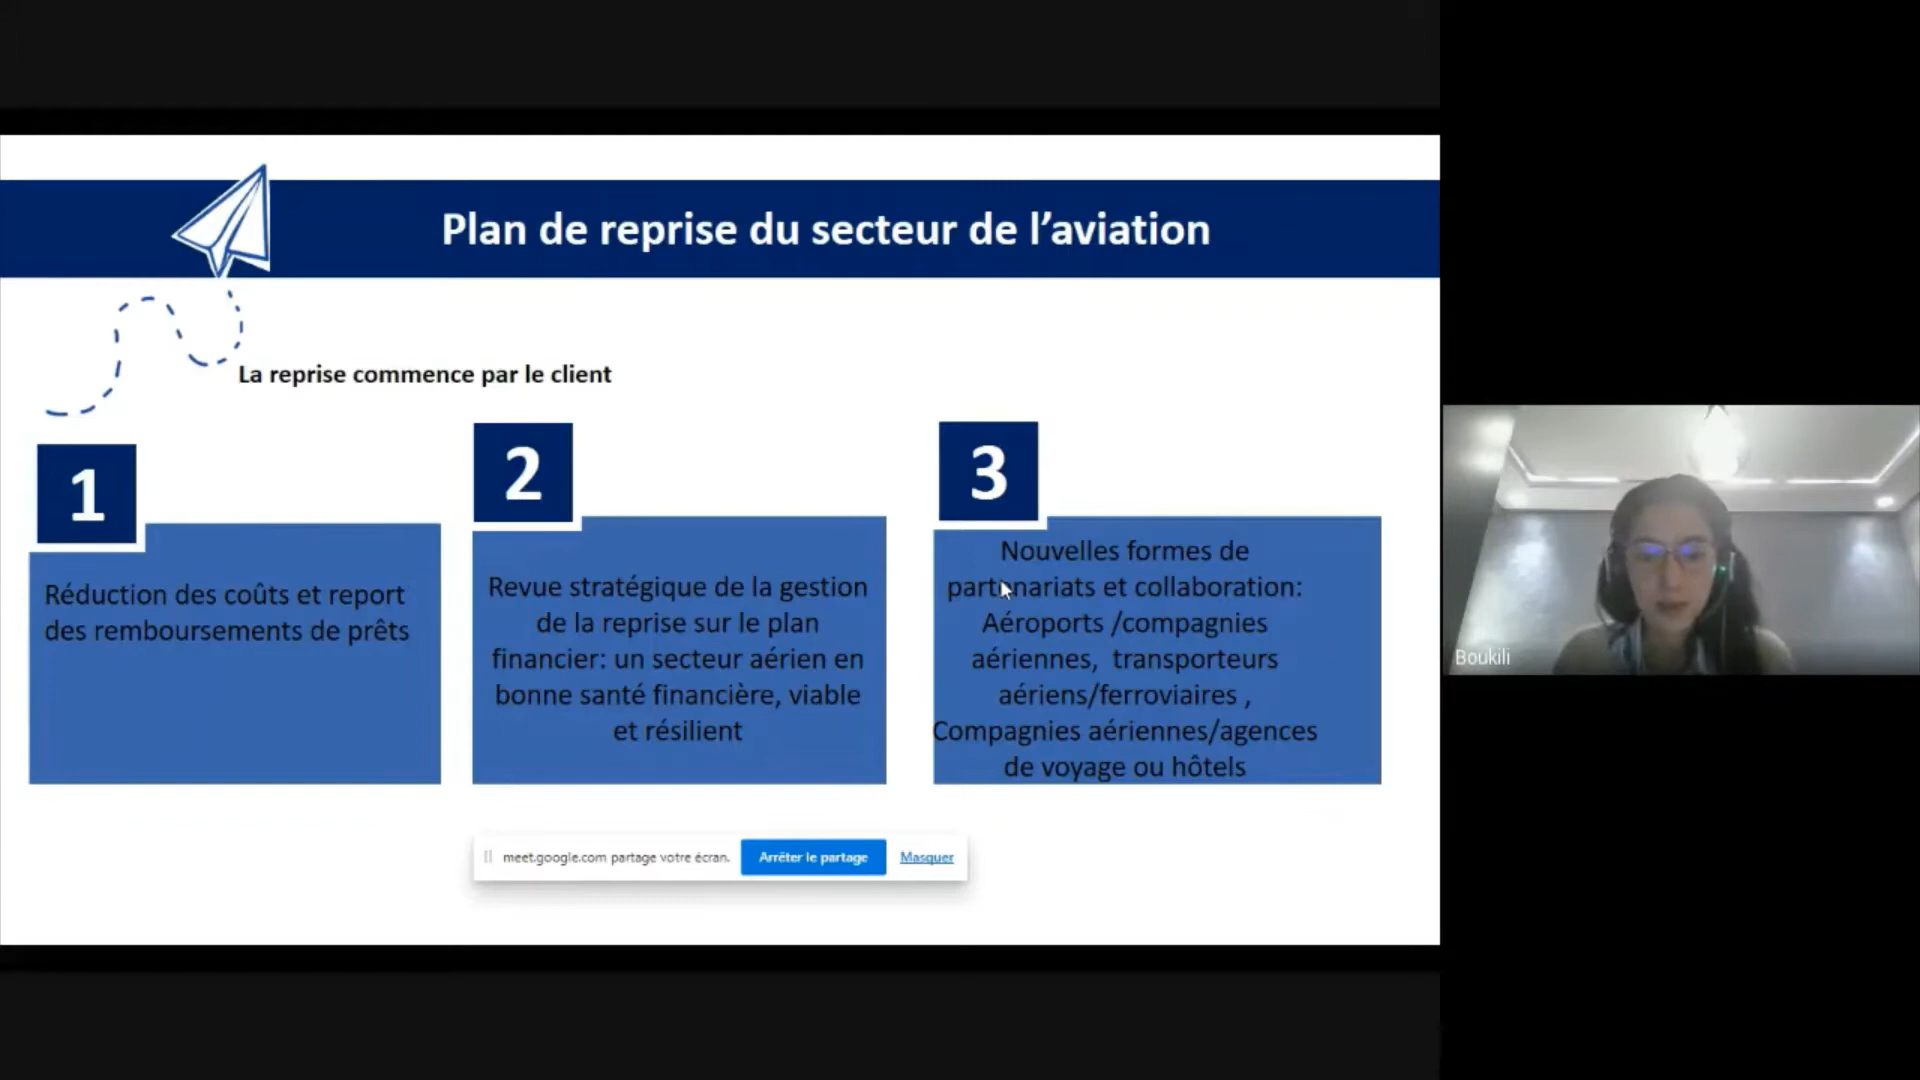 Plan de reprise du secteur de l’aviation
La reprise commence par le client
1
Réduction des coûts et report
des remboursements de prêts
2
Revue stratégique de la gestion
de la reprise sur le plan
financier: un secteur aérien en
bonne santé financière, viable
et résilient
3
Nouvelles formes de
partenariats et collaboration:
Aéroports /compagnies
aériennes, transporteurs
aériens/ferroviaires ,
Compagnies aériennes/agences
de voyage ou hôtels
meet.google.com partage votre écran.
Arrêter le partage
Masquer
Boukili